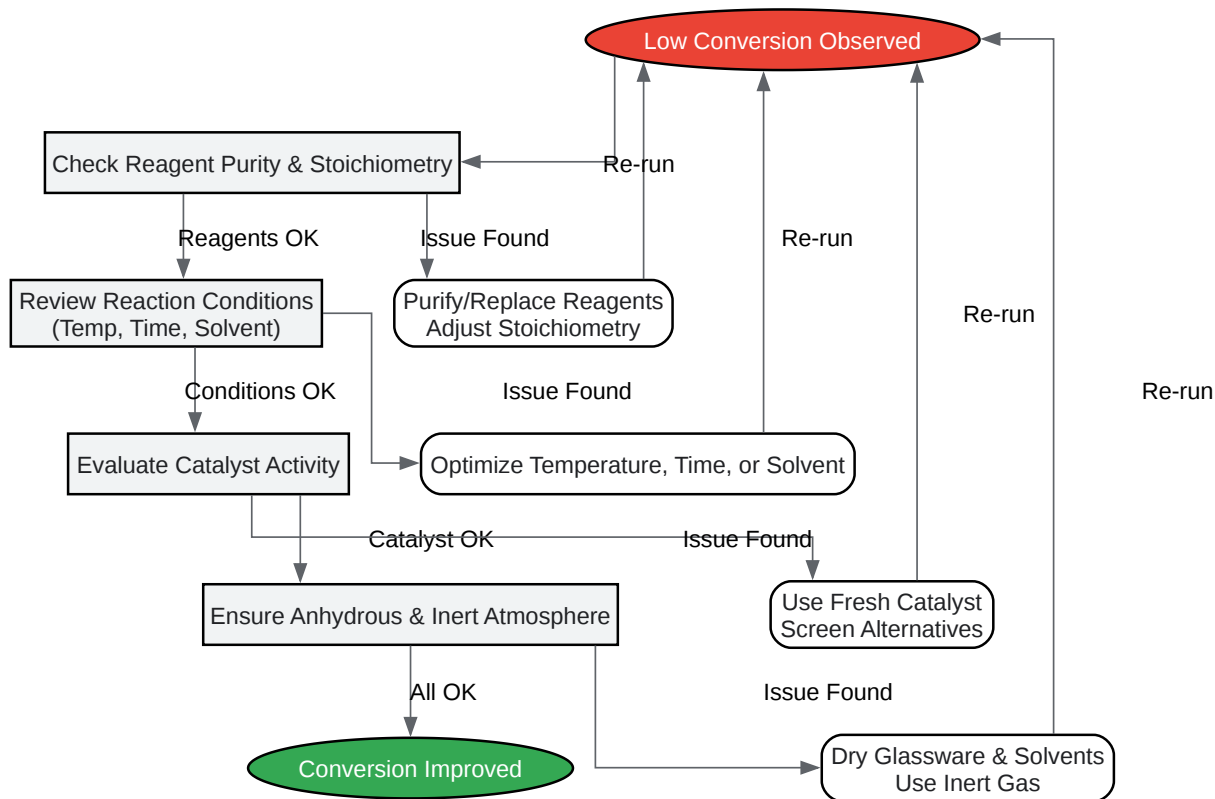 Low Conversion Observed
Check Reagent Purity & Stoichiometry
Re-run
Reagents OK
Issue Found
Re-run
Review Reaction Conditions
(Temp, Time, Solvent)
Purify/Replace Reagents
Adjust Stoichiometry
Re-run
Conditions OK
Issue Found
Re-run
Evaluate Catalyst Activity
Optimize Temperature, Time, or Solvent
Catalyst OK
Issue Found
Ensure Anhydrous & Inert Atmosphere
Use Fresh Catalyst
Screen Alternatives
All OK
Issue Found
Conversion Improved
Dry Glassware & Solvents
Use Inert Gas